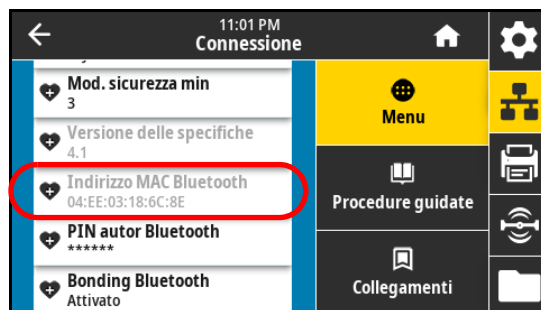 11:01 PM
Connessione
Mod. sicurezza min
3
Versione delle specifiche
4.1
Indirizzo MAC Bluetooth
04:EE:03:18:6C:8E
PIN autor Bluetooth
******
Bonding Bluetooth
Attivato
Menu
Procedure guidate
Collegamenti